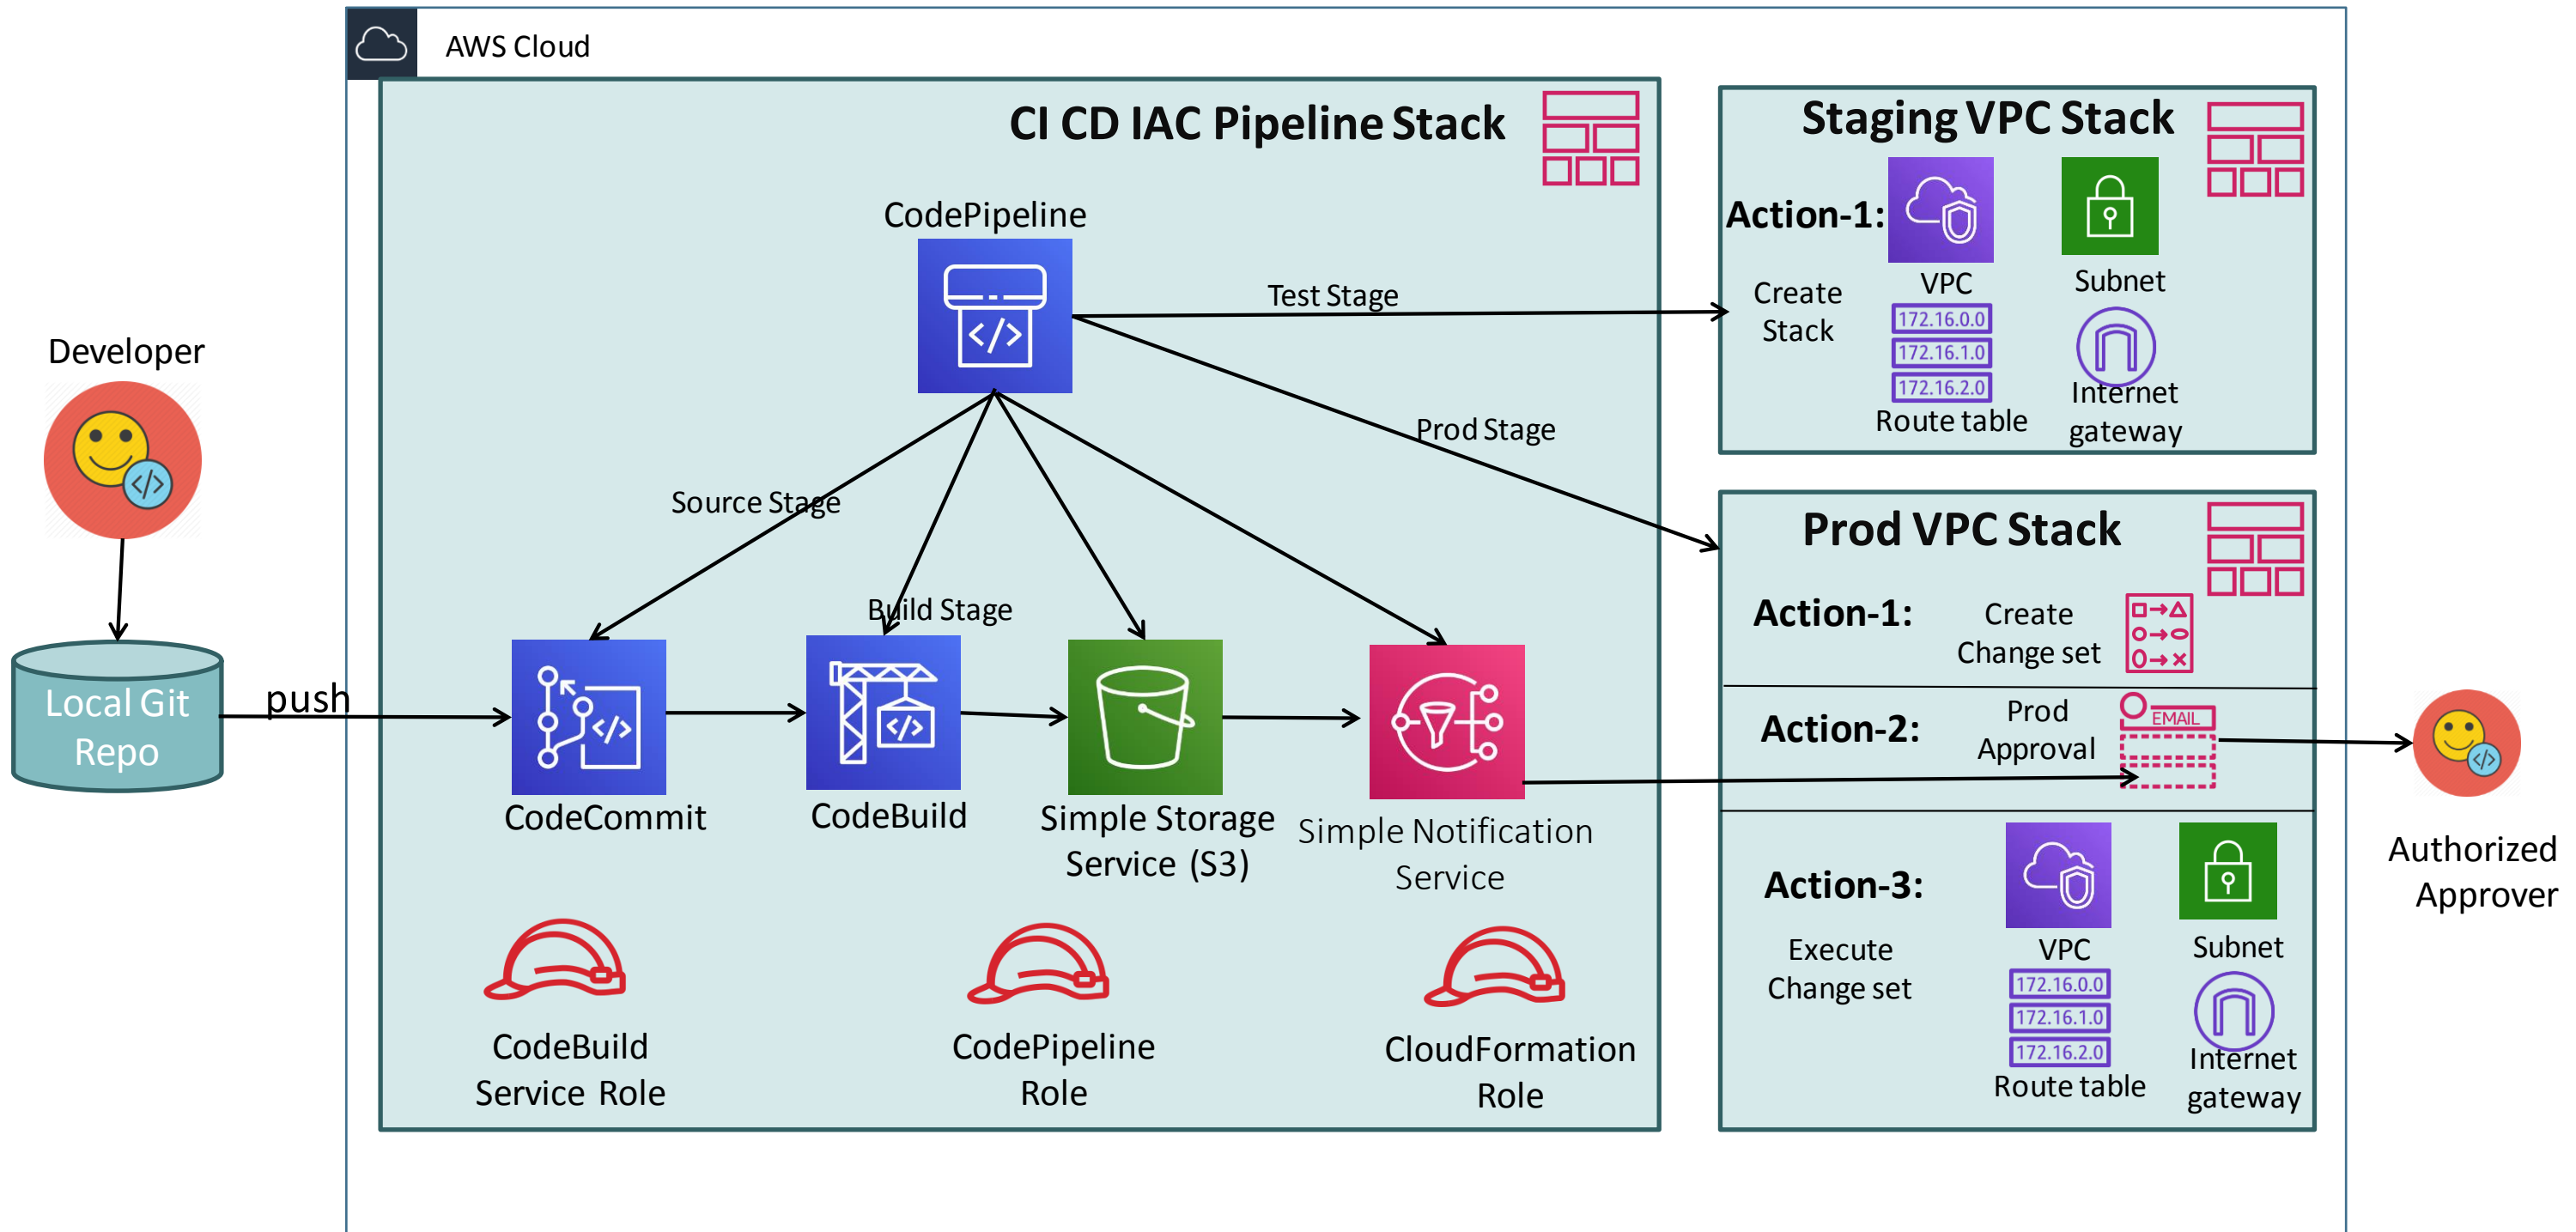 AWS Cloud
CI CD IAC Pipeline Stack
CodePipeline
Test Stage
Prod Stage
Source Stage
Build Stage
Developer
Local Git
Repo
push
CodeCommit
CodeBuild
Simple Storage
Service (S3)
Simple Notification
Service
CodeBuild
Service Role
CodePipeline
Role
CloudFormation
Role
Staging VPC Stack
Action-1:
Create
Stack
VPC
Subnet
172.16.0.0
172.16.1.0
172.16.2.0
Route table
Internet
gateway
Prod VPC Stack
Action-1:
Create
Change set
Action-2:
Prod
Approval
EMAIL
Action-3:
Execute
Change set
VPC
Subnet
172.16.0.0
172.16.1.0
172.16.2.0
Route table
Internet
gateway
Authorized
Approver